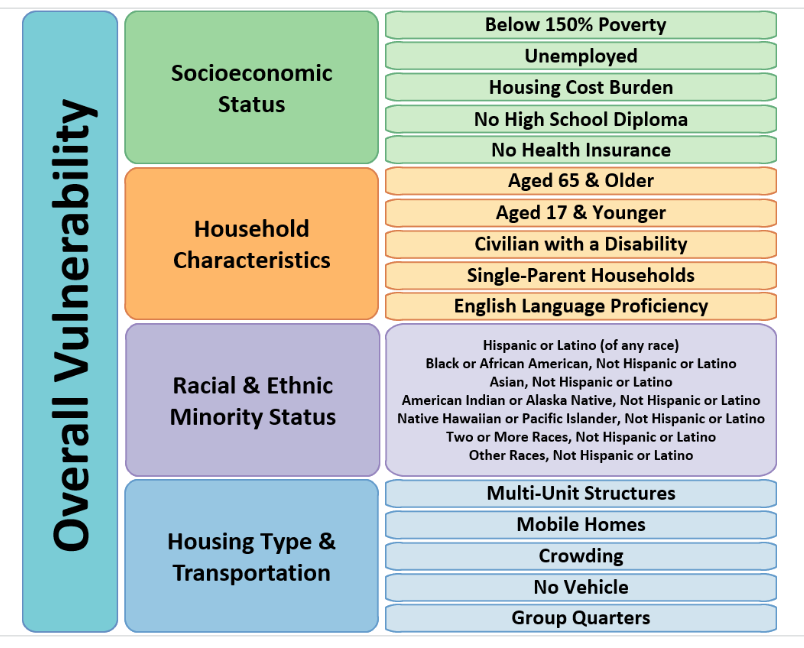 Overall Vulnerability
Socioeconomic
Status
Below 150% Poverty
Unemployed
Housing Cost Burden
No High School Diploma
No Health Insurance
Household
Characteristics
Aged 65 & Older
Aged 17 & Younger
Civilian with a Disability
Single-Parent Households
English Language Proficiency
Racial & Ethnic
Minority Status
Hispanic or Latino (of any race)
Black or African American, Not Hispanic or Latino
Asian, Not Hispanic or Latino
American Indian or Alaska Native, Not Hispanic or Latino
Native Hawaiian or Pacific Islander, Not Hispanic or Latino
Two or More Races, Not Hispanic or Latino
Other Races, Not Hispanic or Latino
Housing Type &
Transportation
Multi-Unit Structures
Mobile Homes
Crowding
No Vehicle
Group Quarters